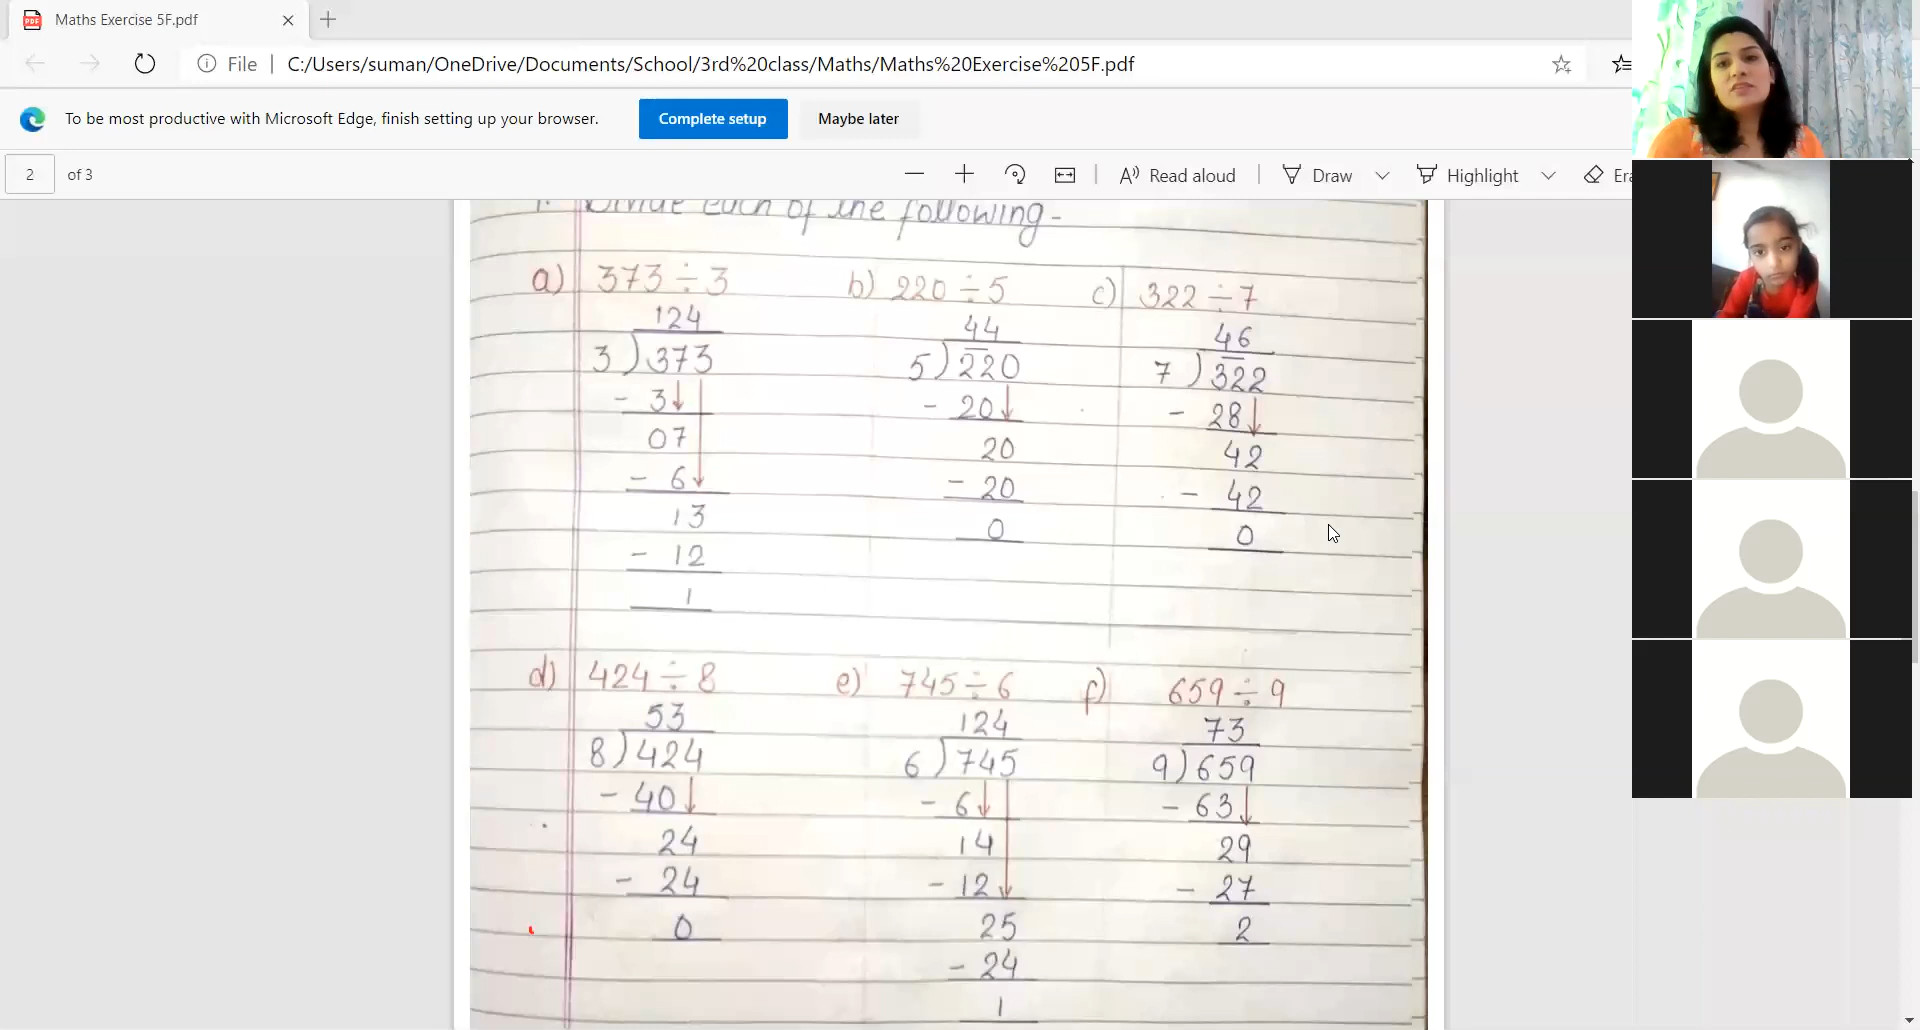 Maths Exercise 5F.pdf
File | C:/Users/suman/OneDrive/Documents/School/3rd%20class/Maths/Maths%20Exercise%205F.pdf
To be most productive with Microsoft Edge, finish setting up your browser. Complete setup Maybe later
2 of 3 Read aloud Draw Highlight Era
1. Divide each of the following -
a) 373 ÷ 3 b) 220 ÷ 5 c) 322 ÷ 7
124 44 46
3 ) 373 5 ) 220 7 ) 322
- 3↓ - 20↓ - 28↓
07 20 42
- 6↓ - 20 - 42
13 0 0
- 12
1
d) 424 ÷ 8 e) 745 ÷ 6 f) 659 ÷ 9
53 124 73
8 ) 424 6 ) 745 9 ) 659
- 40↓ - 6↓ - 63↓
24 14 29
- 24 - 12↓ - 27
0 25 2
- 24
1